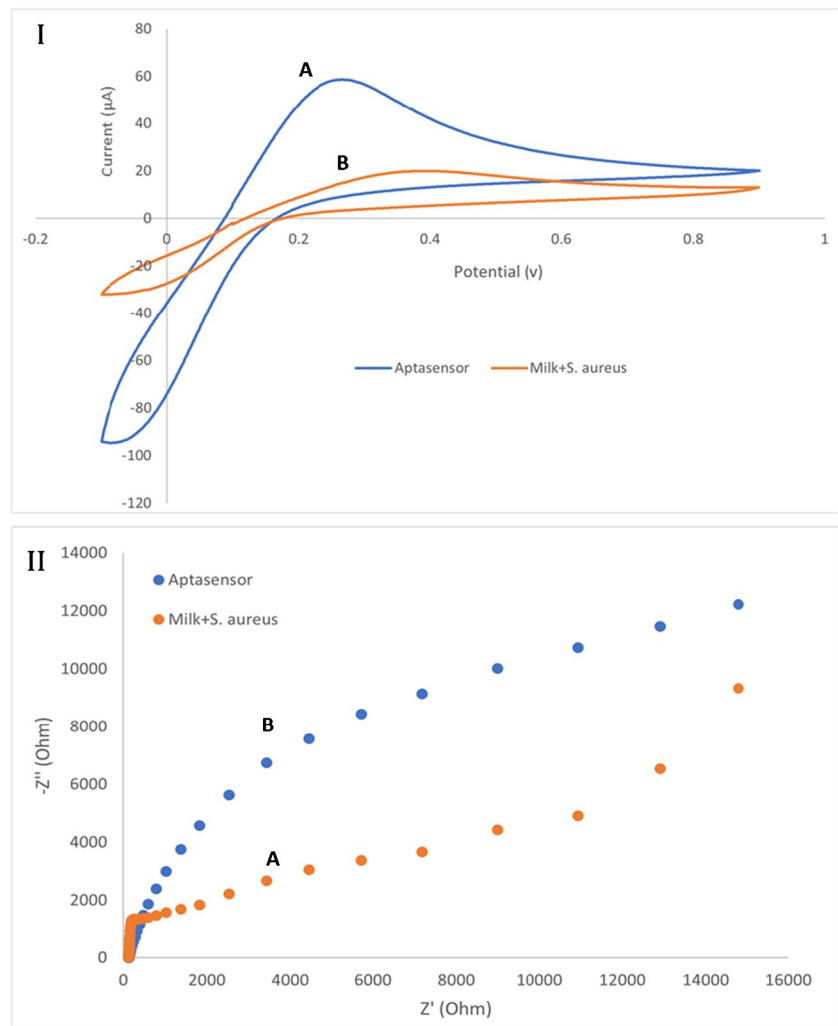 I
80
60
40
20
0
-20
-40
-60
-80
-100
-120
Current (μA)
A
B
-0.2 0 0.2 0.4 0.6 0.8 1
Potential (v)
Aptasensor Milk+S. aureus
II
14000
12000
10000
8000
6000
4000
2000
0
-Z'' (Ohm)
Aptasensor
Milk+S. aureus
B
A
0 2000 4000 6000 8000 10000 12000 14000 16000
Z' (Ohm)